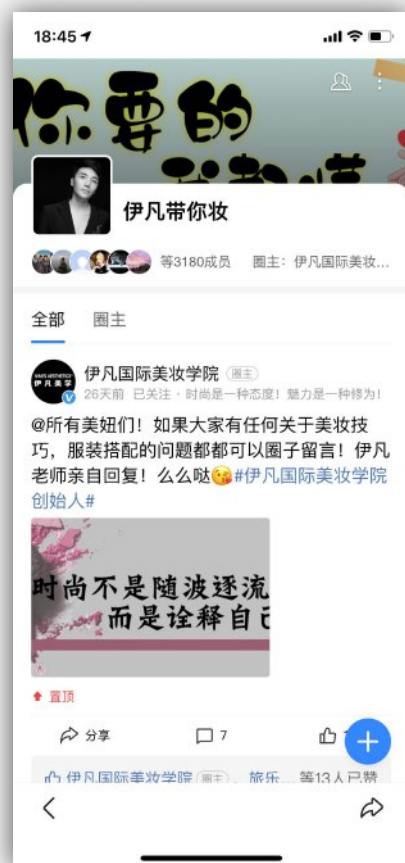 18:45
你要的
我都懂
伊凡带你妆
等3180成员 圈主：伊凡国际美妆...
全部 圈主
伊凡美学
伊凡国际美妆学院 圈主
26天前 已关注 · 时尚是一种态度！魅力是一种修为！
@所有美妞们！如果大家有任何关于美妆技
巧，服装搭配的问题都都可以圈子留言！伊凡
老师亲自回复！么么哒😘#伊凡国际美妆学院
创始人#
时尚不是随波逐流
而是诠释自己
置顶
分享 7
伊凡国际美妆学院 圈主 、旅乐... 等13人已赞